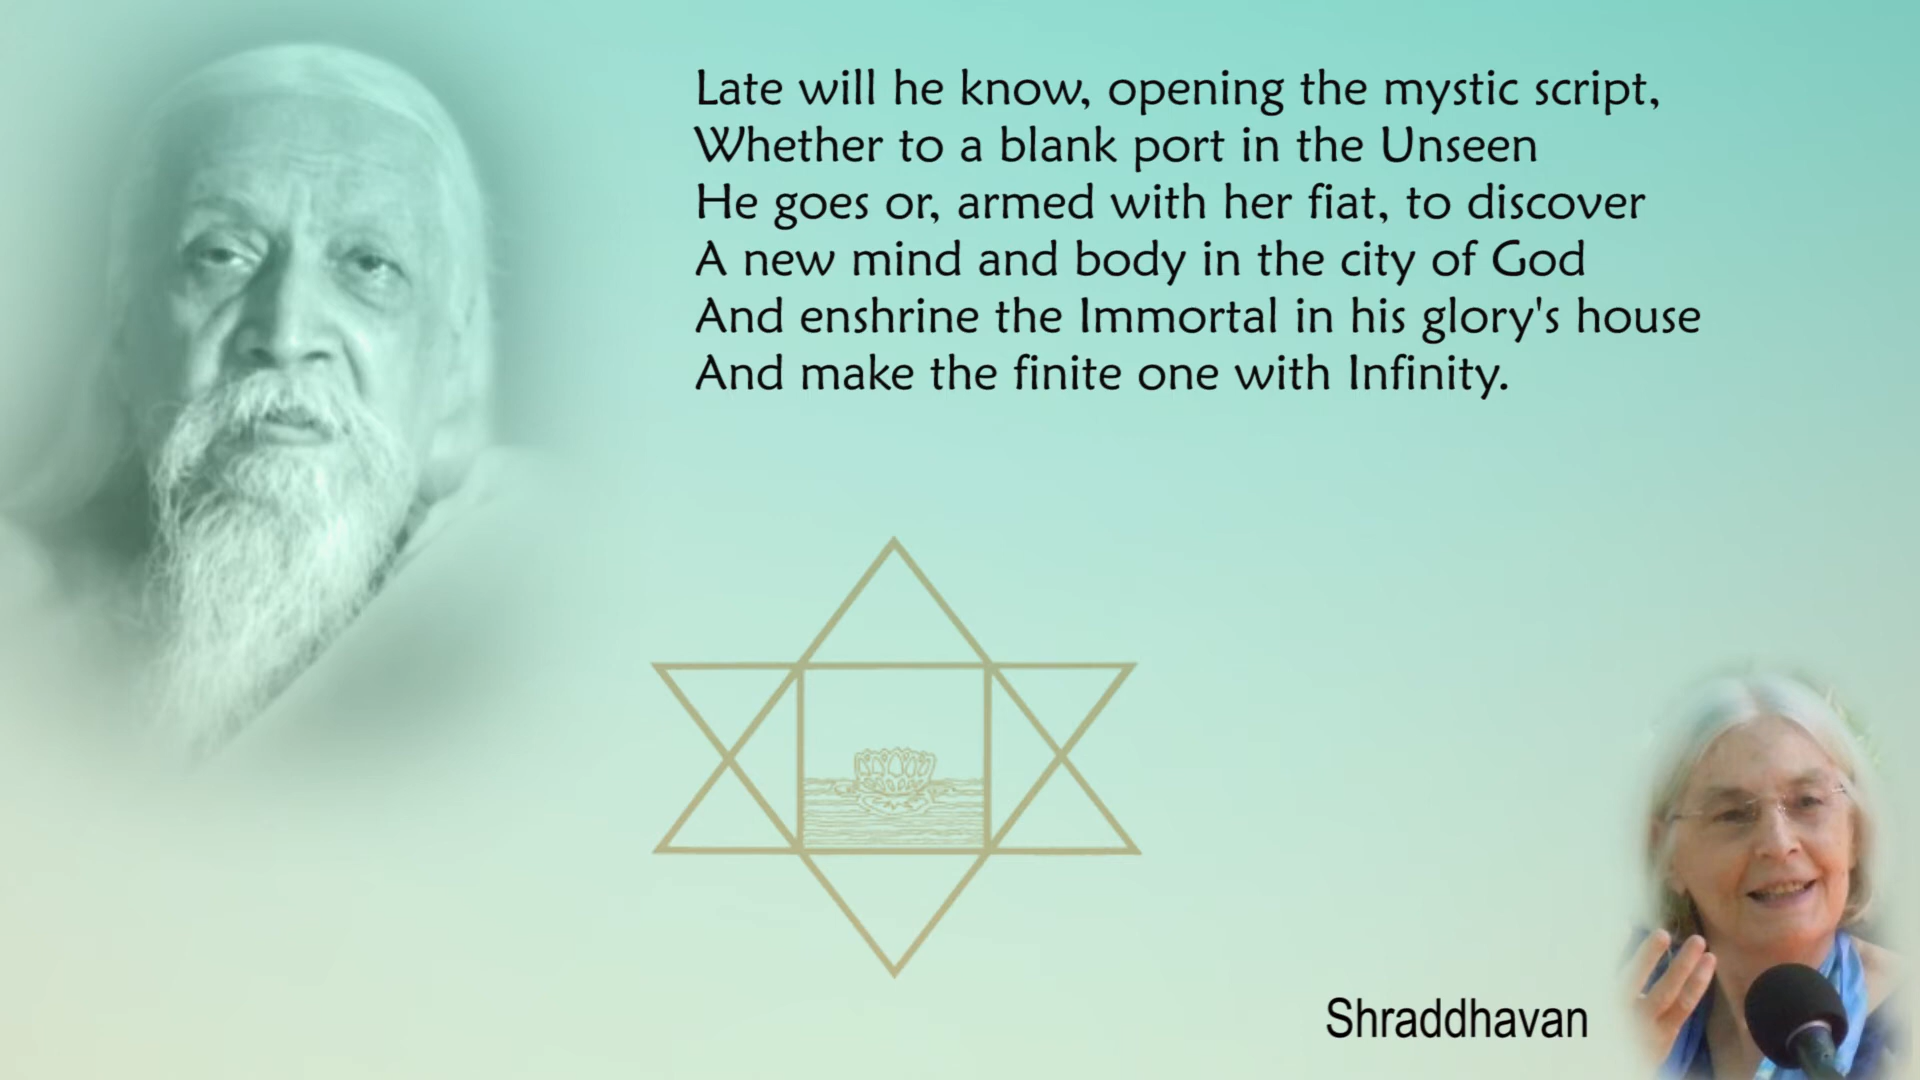 Late will he know, opening the mystic script,
Whether to a blank port in the Unseen
He goes or, armed with her fiat, to discover
A new mind and body in the city of God
And enshrine the Immortal in his glory's house
And make the finite one with Infinity.
Shraddhavan